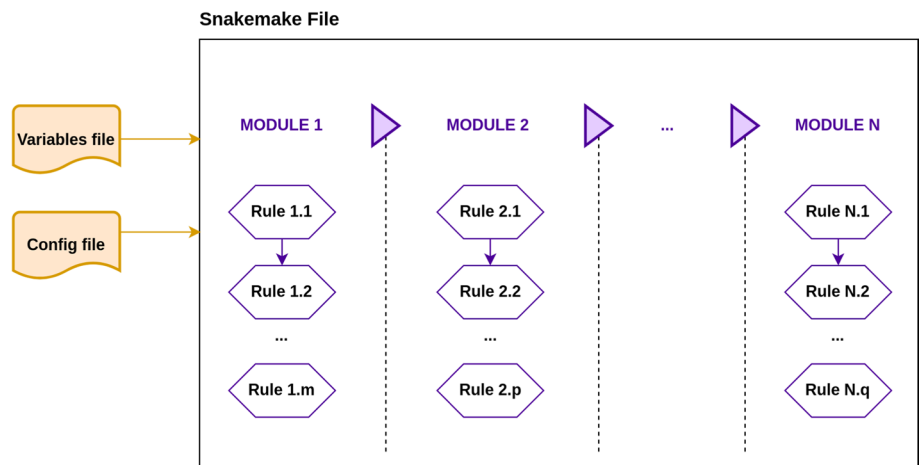 Snakemake File
Variables file
Config file
MODULE 1
MODULE 2
...
MODULE N
Rule 1.1
Rule 2.1
Rule N.1
Rule 1.2
Rule 2.2
Rule N.2
...
...
...
Rule 1.m
Rule 2.p
Rule N.q